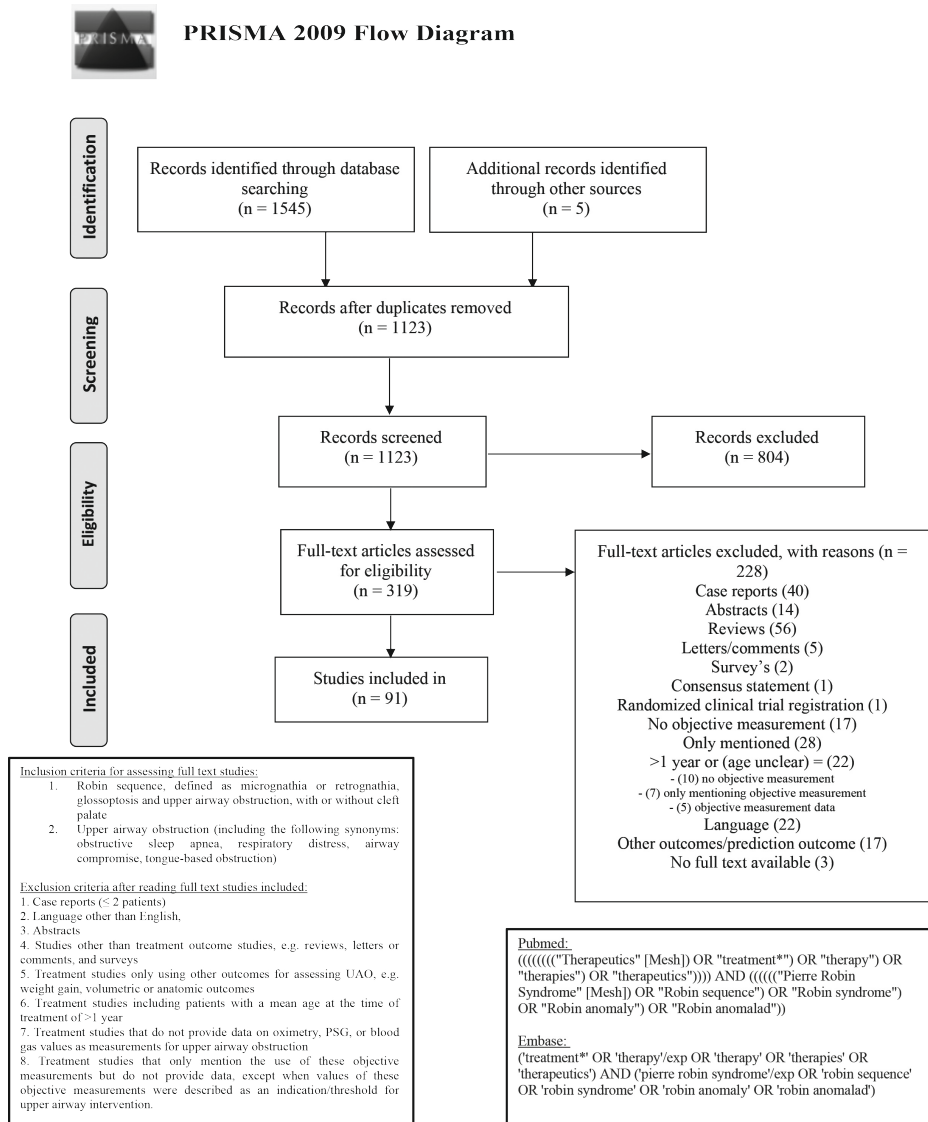 PRISMA
PRISMA 2009 Flow Diagram
Identification
Records identified through database
searching
(n = 1545)
Additional records identified
through other sources
(n = 5)
Screening
Records after duplicates removed
(n = 1123)
Records screened
(n = 1123)
Records excluded
(n = 804)
Eligibility
Full-text articles assessed
for eligibility
(n = 319)
Full-text articles excluded, with reasons (n =
228)
Case reports (40)
Abstracts (14)
Reviews (56)
Letters/comments (5)
Survey's (2)
Consensus statement (1)
Randomized clinical trial registration (1)
No objective measurement (17)
Only mentioned (28)
>1 year or (age unclear) = (22)
- (10) no objective measurement
- (7) only mentioning objective measurement
- (5) objective measurement data
Language (22)
Other outcomes/prediction outcome (17)
No full text available (3)
Included
Studies included in
(n = 91)
Inclusion criteria for assessing full text studies:
1. Robin sequence, defined as micrognathia or retrognathia,
glossoptosis and upper airway obstruction, with or without cleft
palate
2. Upper airway obstruction (including the following synonyms:
obstructive sleep apnea, respiratory distress, airway
compromise, tongue-based obstruction)
Exclusion criteria after reading full text studies included:
1. Case reports (≤ 2 patients)
2. Language other than English,
3. Abstracts
4. Studies other than treatment outcome studies, e.g. reviews, letters or
comments, and surveys
5. Treatment studies only using other outcomes for assessing UAO, e.g.
weight gain, volumetric or anatomic outcomes
6. Treatment studies including patients with a mean age at the time of
treatment of >1 year
7. Treatment studies that do not provide data on oximetry, PSG, or blood
gas values as measurements for upper airway obstruction
8. Treatment studies that only mention the use of these objective
measurements but do not provide data, except when values of these
objective measurements were described as an indication/threshold for
upper airway intervention.
Pubmed:
(((((((("Therapeutics" [Mesh]) OR "treatment*") OR "therapy") OR
"therapies") OR "therapeutics")))) AND (((((("Pierre Robin
Syndrome" [Mesh]) OR "Robin sequence") OR "Robin syndrome")
OR "Robin anomaly") OR "Robin anomalad"))
Embase:
('treatment*' OR 'therapy'/exp OR 'therapy' OR 'therapies' OR
'therapeutics') AND ('pierre robin syndrome'/exp OR 'robin sequence'
OR 'robin syndrome' OR 'robin anomaly' OR 'robin anomalad')